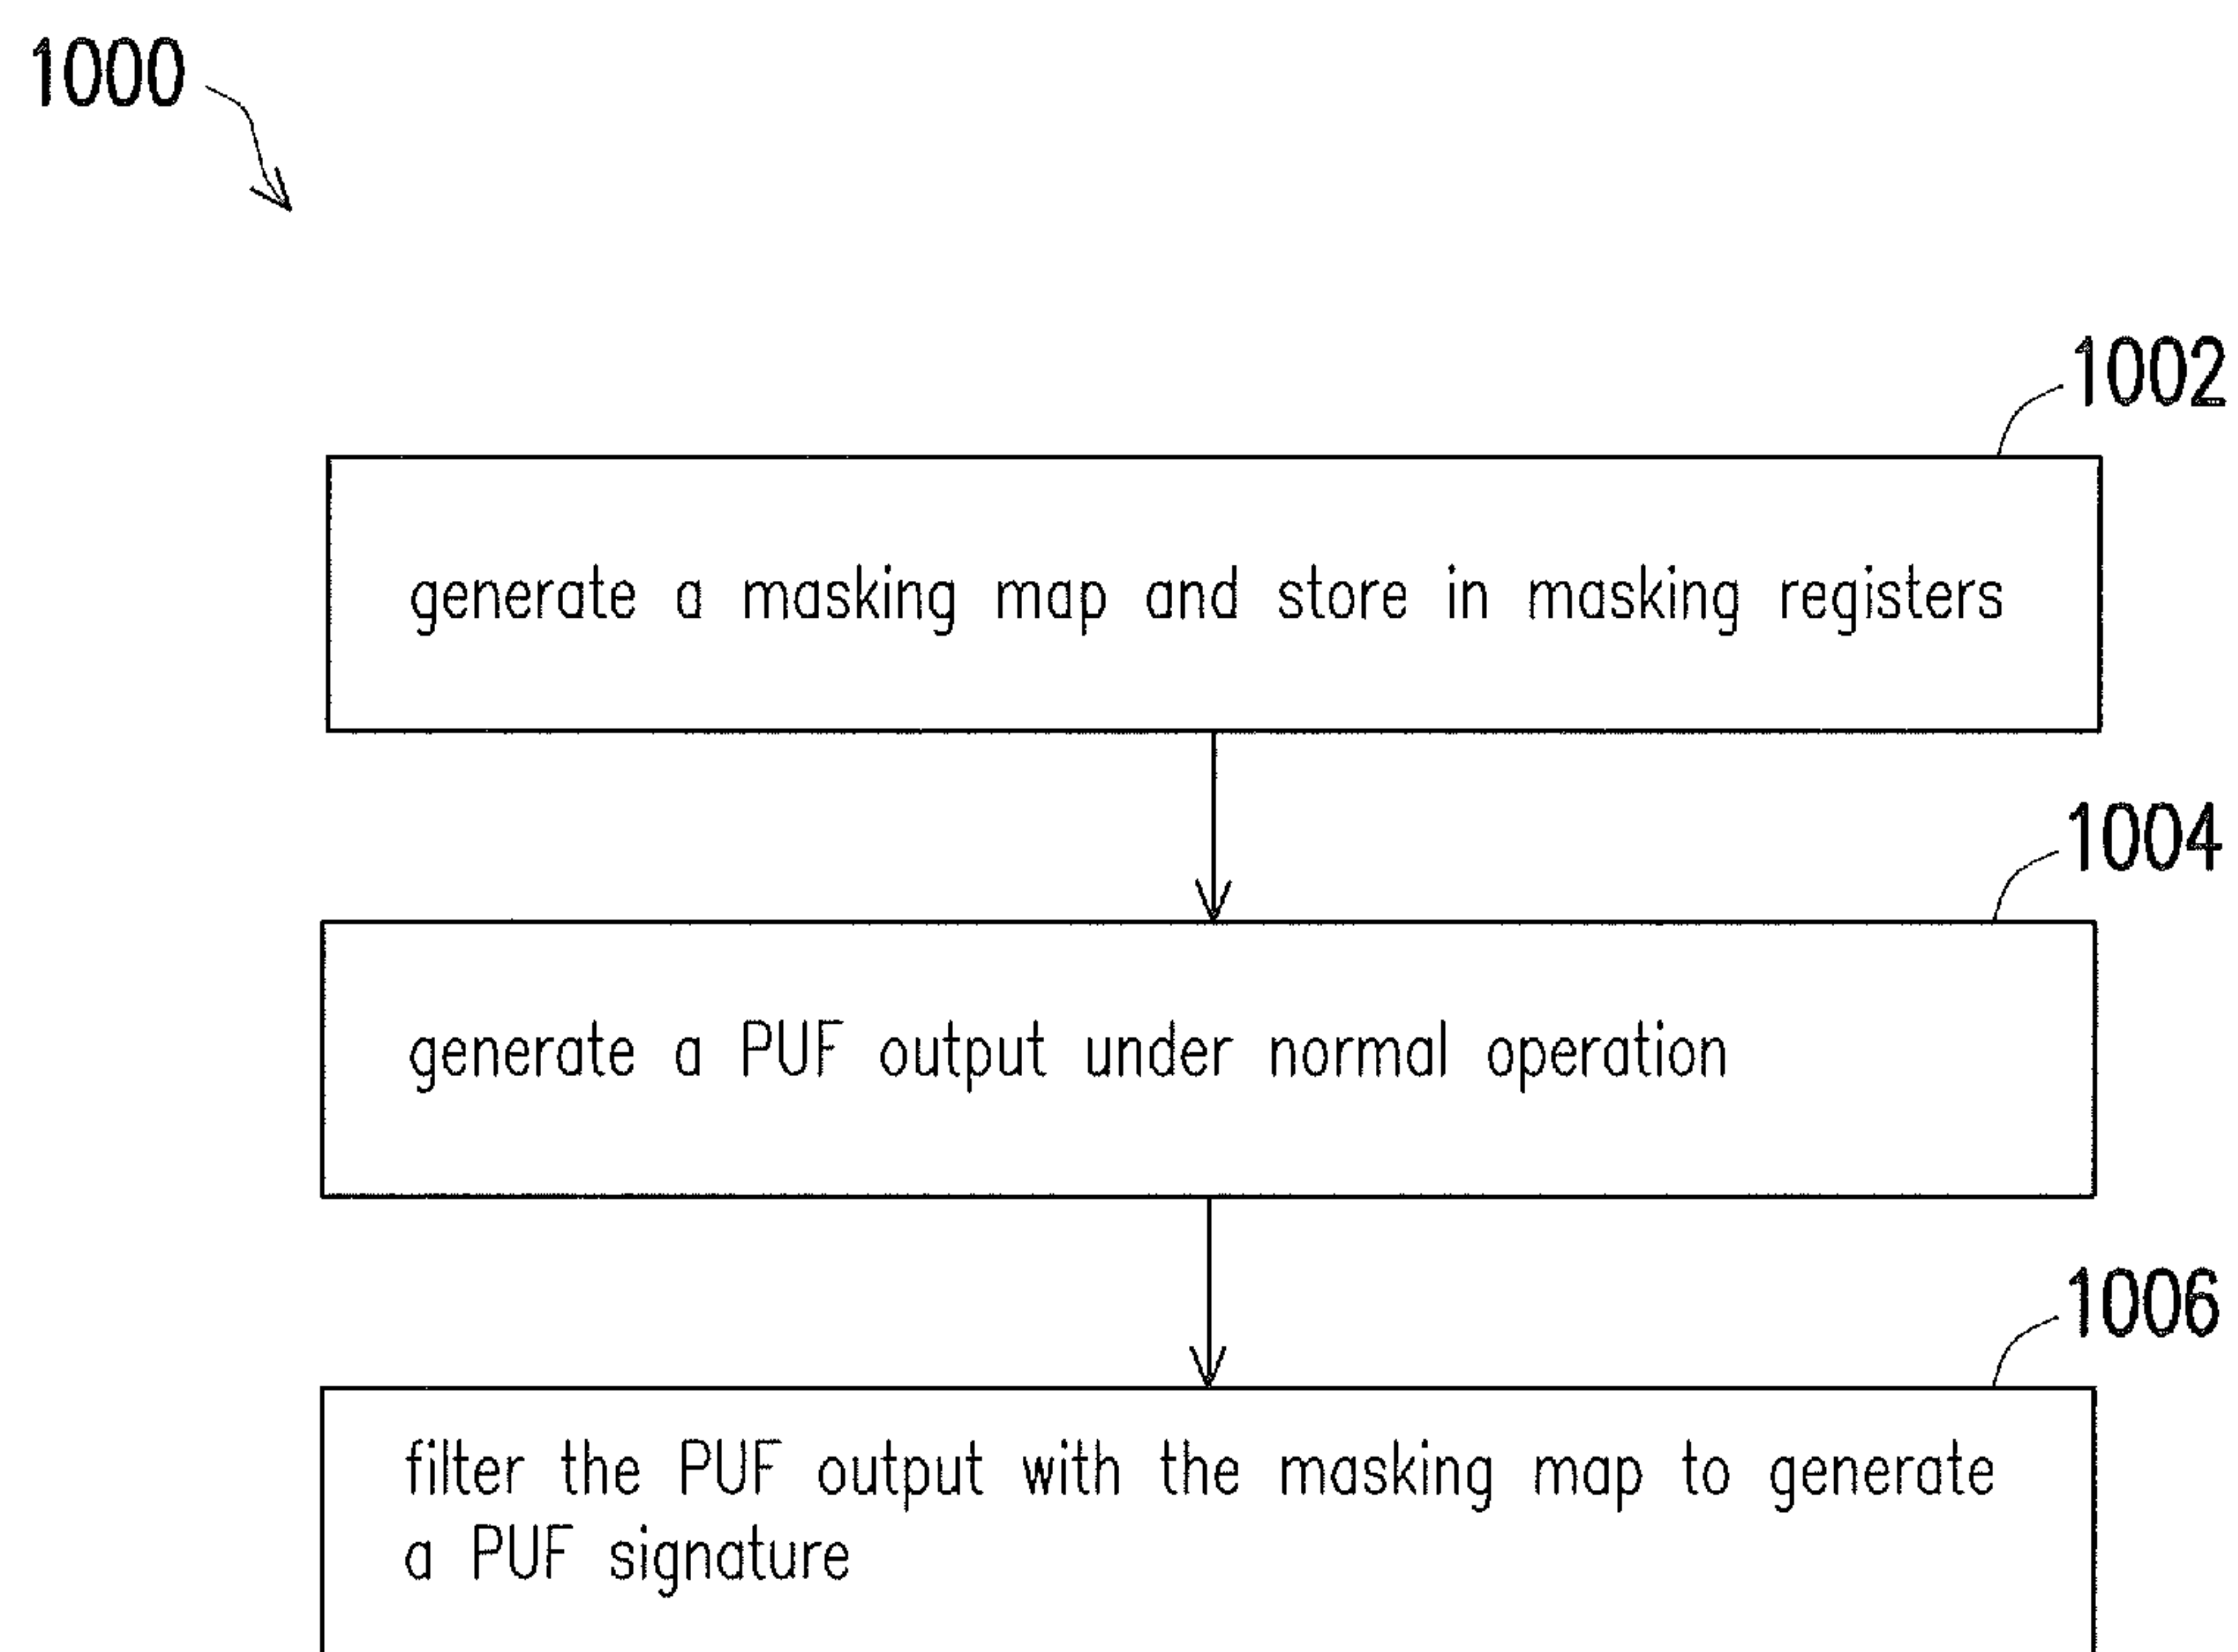 1000
1002
generate a masking map and store in masking registers
1004
generate a PUF output under normal operation
1006
filter the PUF output with the masking map to generate
a PUF signature